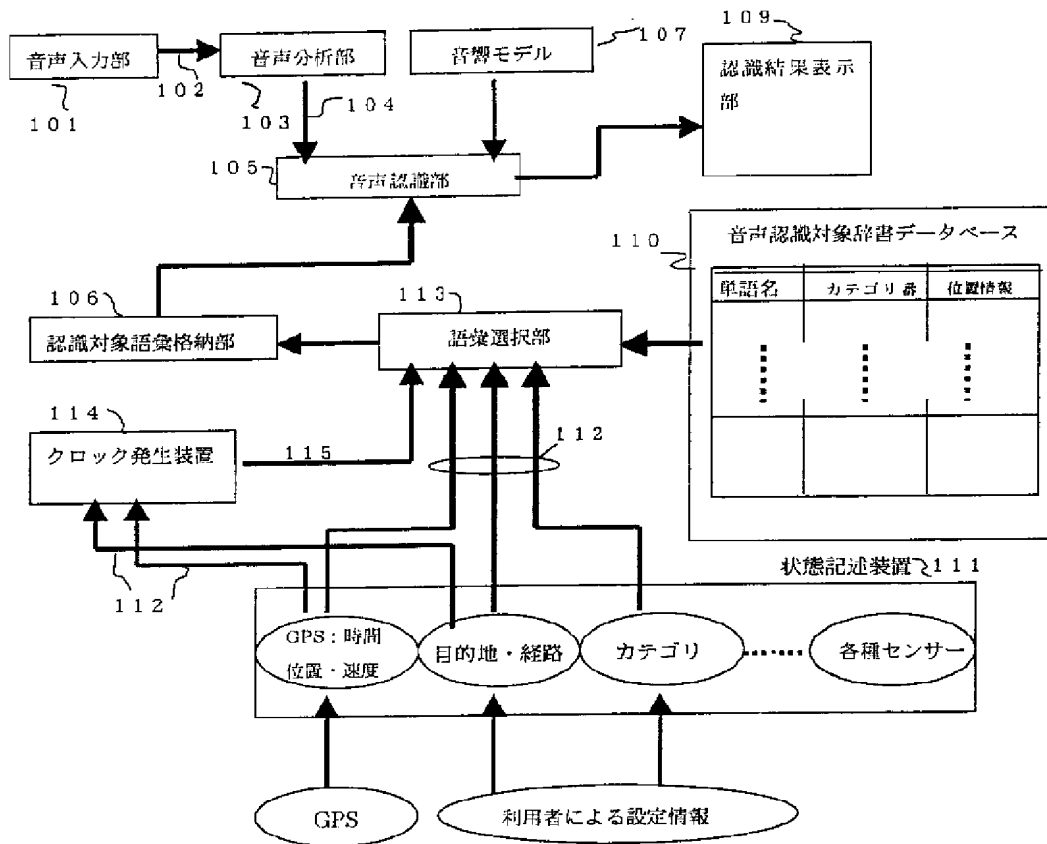 109
音声入力部
音声分析部
音響モデル
107
認識結果表示
部
102
104
101
103
105
音声認識部
110
音声認識対象辞書データベース
単語名
カテゴリ番
位置情報
106
113
認識対象語彙格納部
語彙選択部
114
クロック発生装置
115
112
112
状態記述装置
111
GPS：時間
位置・速度
目的地・経路
カテゴリ
各種センサー
GPS
利用者による設定情報